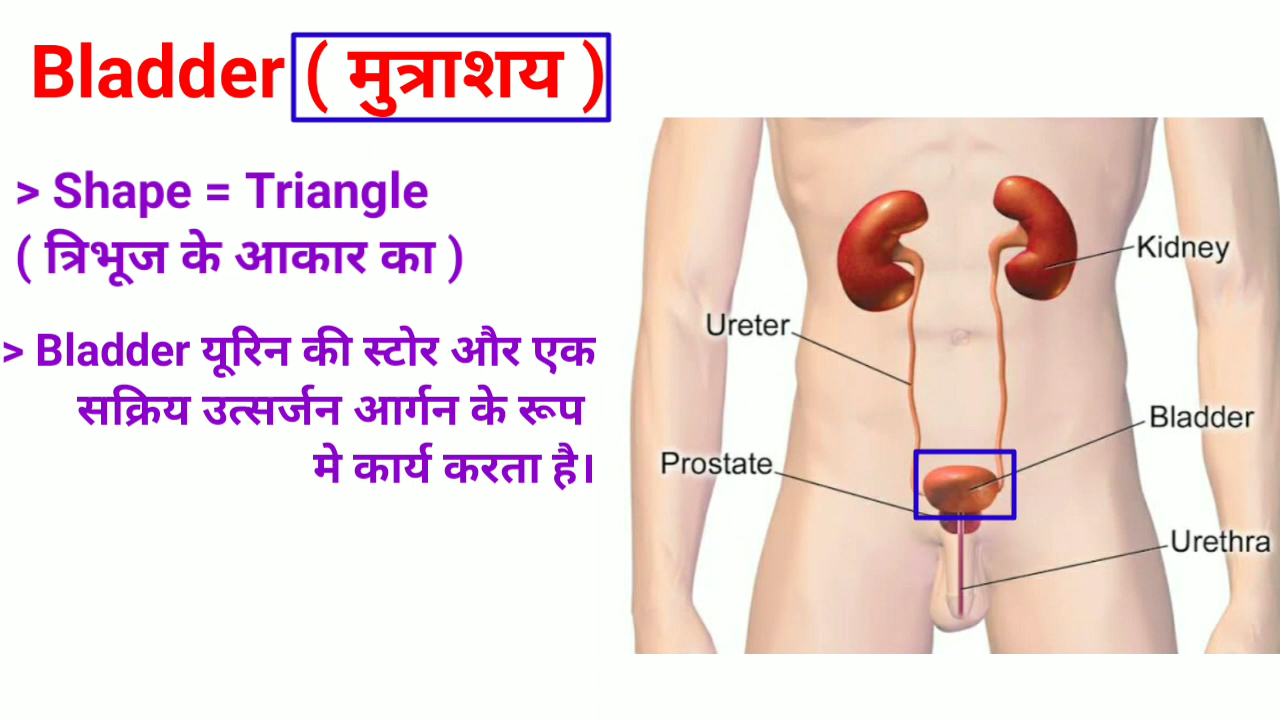 Bladder ( मुत्राशय )
> Shape = Triangle
( त्रिभूज के आकार का )
> Bladder यूरिन की स्टोर और एक
सक्रिय उत्सर्जन आर्गन के रूप
मे कार्य करता है।
Kidney
Ureter
Bladder
Prostate
Urethra